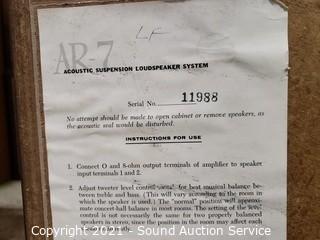 LF
AR-7
ACOUSTIC SUSPENSION LOUDSPEAKER SYSTEM
Serial No. 11988
No attempt should be made to open cabinet or remove speakers, as
the acoustic seal would be disturbed.
INSTRUCTIONS FOR USE
1. Connect O and 8-ohm output terminals of amplifier to speaker
input terminals 1 and 2.
2. Adjust tweeter level control for best musical balance be-
tween treble and bass. (This will vary according to the room in
which the speaker is used.) The "normal" position will approximate
concert-hall balance in most rooms. The setting of the
control is not necessarily the same for two properly balanced
speakers in stereo, since the position in the room may affect each
Copyright 2021 - Sound Auction Service